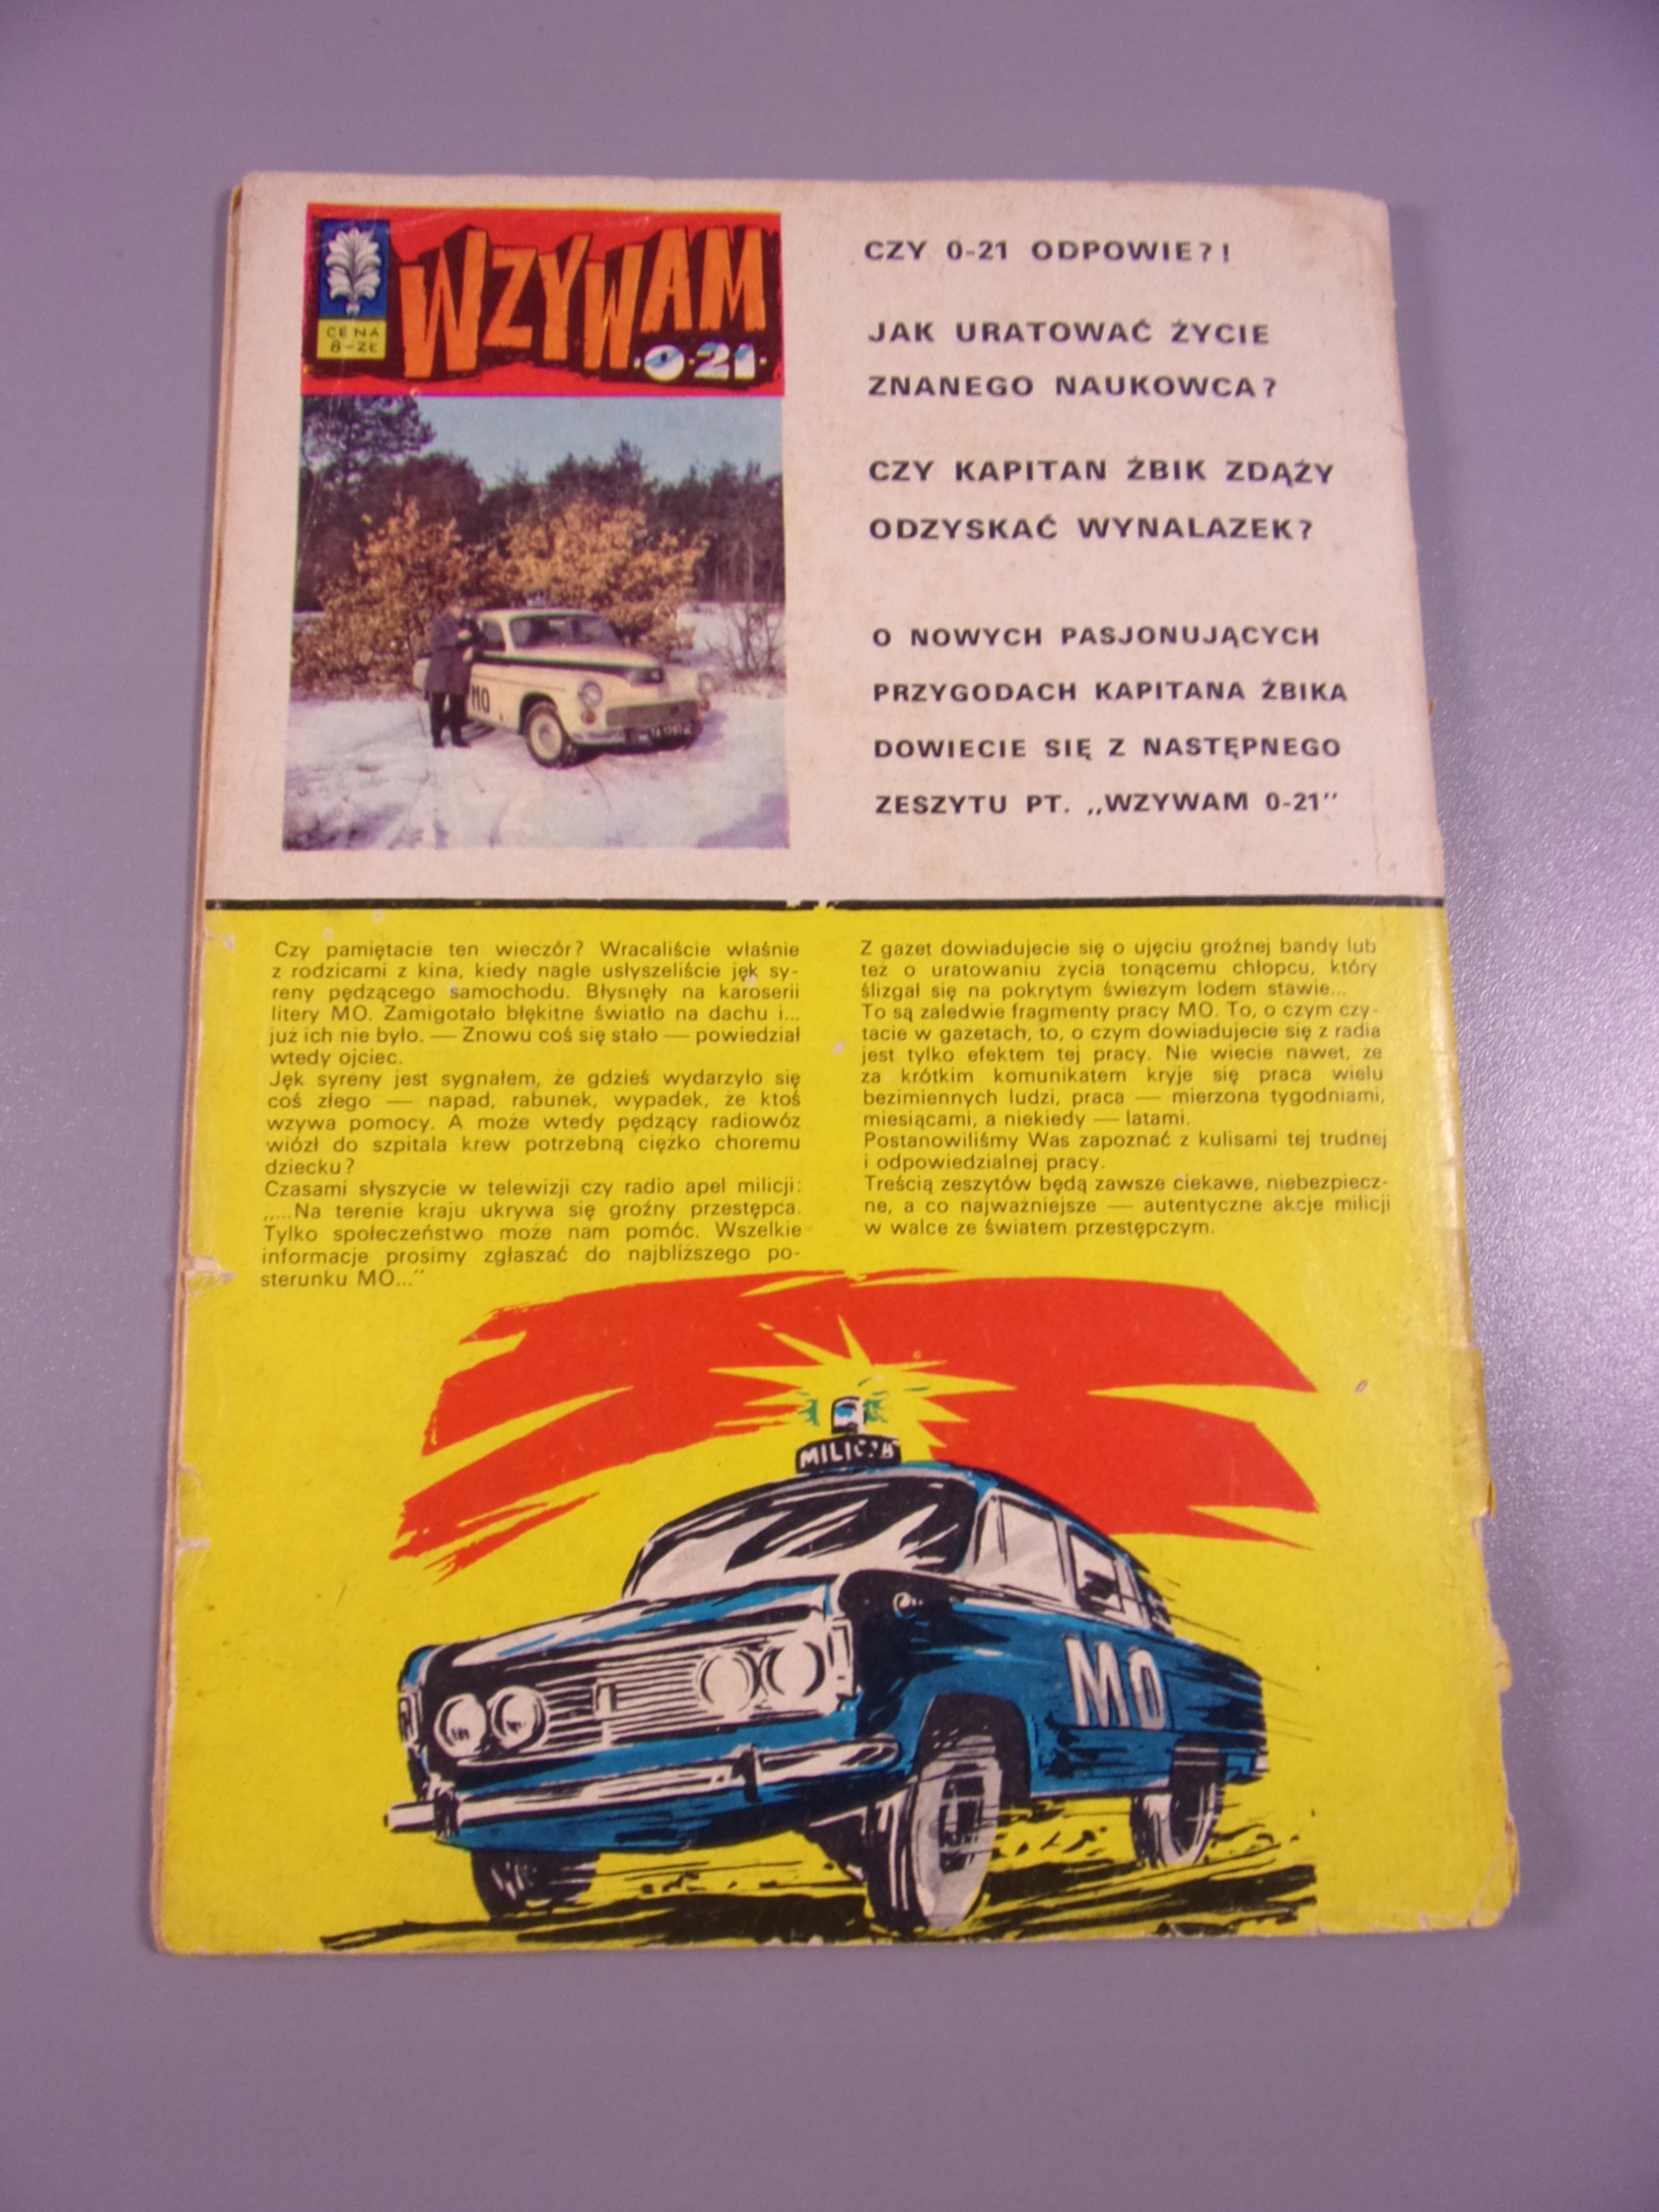 WZYWAM
0-21
CENA
8-ZŁ
MO
CZY 0-21 ODPOWIE?!
JAK URATOWAĆ ŻYCIE
ZNANEGO NAUKOWCA?
CZY KAPITAN ŻBIK ZDĄŻY
ODZYSKAĆ WYNALAZEK?
O NOWYCH PASJONUJĄCYCH
PRZYGODACH KAPITANA ŻBIKA
DOWIECIE SIĘ Z NASTĘPNEGO
ZESZYTU PT. „WZYWAM 0-21”
Czy pamiętacie ten wieczór? Wracaliście właśnie
z rodzicami z kina, kiedy nagle usłyszeliście jęk sy-
reny pędzącego samochodu. Błysnęły na karoserii
litery MO. Zamigotało błękitne światło na dachu i...
już ich nie było. — Znowu coś się stało — powiedział
wtedy ojciec.
Jęk syreny jest sygnałem, że gdzieś wydarzyło się
coś złego — napad, rabunek, wypadek, że ktoś
wzywa pomocy. A może wtedy pędzący radiowóz
wiózł do szpitala krew potrzebną ciężko choremu
dziecku?
Czasami słyszycie w telewizji czy radio apel milicji:
„...Na terenie kraju ukrywa się groźny przestępca.
Tylko społeczeństwo może nam pomóc. Wszelkie
informacje prosimy zgłaszać do najbliższego po-
sterunku MO...”
Z gazet dowiadujecie się o ujęciu groźnej bandy lub
też o uratowaniu życia tonącemu chłopcu, który
ślizgał się na pokrytym świeżym lodem stawie...
To są zaledwie fragmenty pracy MO. To, o czym czy-
tacie w gazetach, to, o czym dowiadujecie się z radia
jest tylko efektem tej pracy. Nie wiecie nawet, że
za krótkim komunikatem kryje się praca wielu
bezimiennych ludzi, praca — mierzona tygodniami,
miesiącami, a niekiedy — latami.
Postanowiliśmy Was zapoznać z kulisami tej trudnej
i odpowiedzialnej pracy.
Treścią zeszytów będą zawsze ciekawe, niebezpiecz-
ne, a co najważniejsze — autentyczne akcje milicji
w walce ze światem przestępczym.
MILICJA
MO